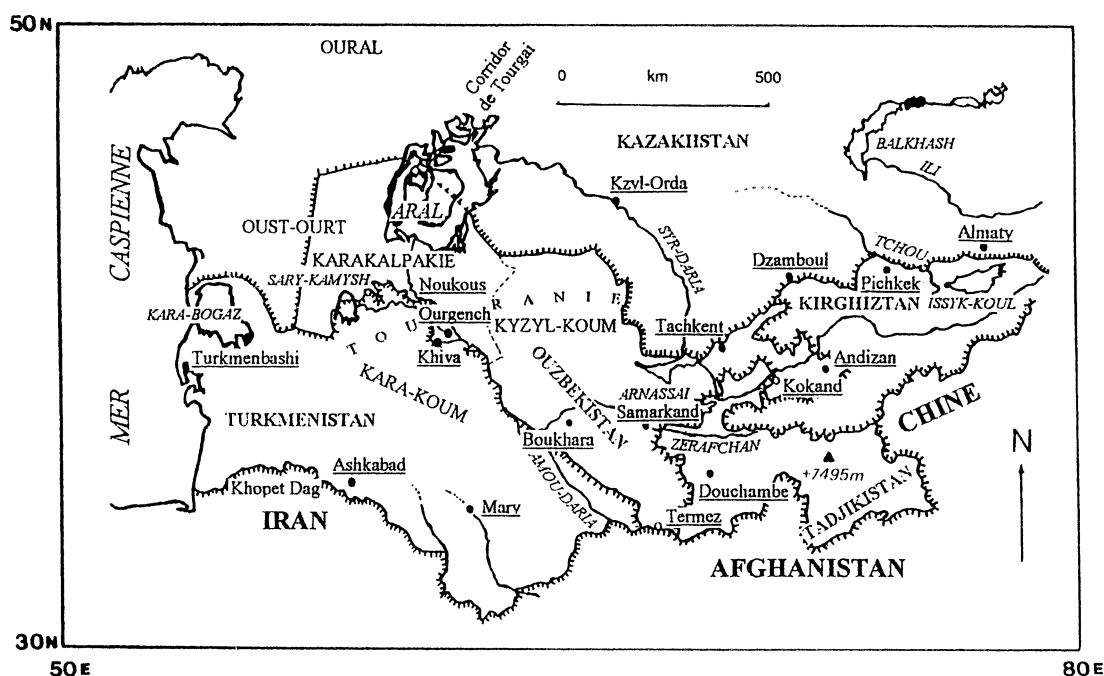 50N
OURAL
Corridor
de Tourgai
0 km 500
KAZAKHSTAN
BALKHASH
ILI
MER CASPIENNE
Kzyl-Orda
ARAL
OUST-OURT
SYR-DARIA
TCHOU
Almaty
KARAKALPAKIE
SARY-KAMYSH
Noukous
Dzamboul
Pichkek
KIRGHIZTAN
ISSYK-KOUL
KARA-BOGAZ
TOURANIE
Ourgench
KYZYL-KOUM
Tachkent
Khiva
Turkmenbashi
OUZBEKISTAN
Andizan
KARA-KOUM
ARNASSAI
Kokand
CHINE
TURKMENISTAN
Samarkand
Boukhara
ZERAFCHAN
N
+7495m
Ashkabad
AMOU-DARIA
Khopet Dag
Douchambe
TADJIKISTAN
Marv
IRAN
Termez
AFGHANISTAN
30N
50E
80E